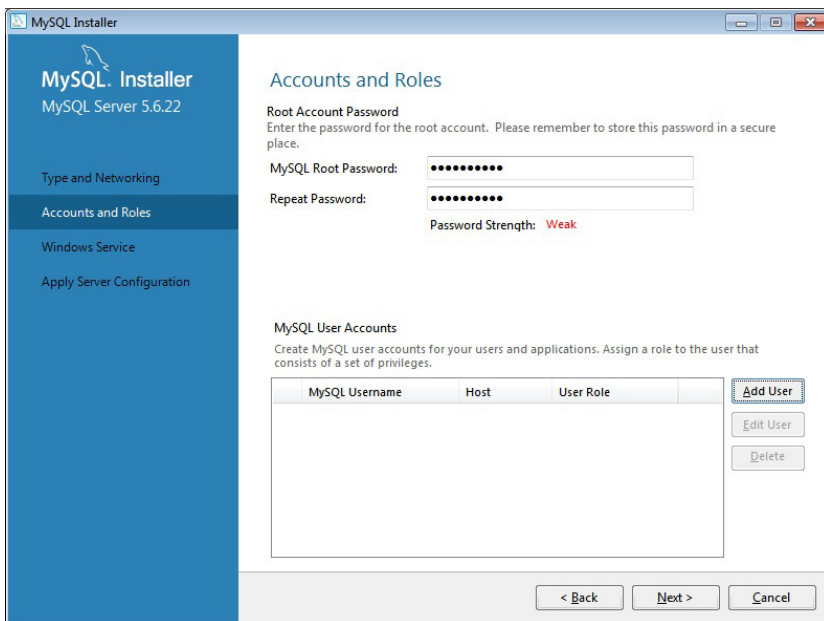 MySQL Installer
MySQL. Installer
MySQL Server 5.6.22
Type and Networking
Accounts and Roles
Windows Service
Apply Server Configuration
Accounts and Roles
Root Account Password
Enter the password for the root account. Please remember to store this password in a secure
place.
MySQL Root Password: ●●●●●●●●●●
Repeat Password: ●●●●●●●●●●
Password Strength: Weak
MySQL User Accounts
Create MySQL user accounts for your users and applications. Assign a role to the user that
consists of a set of privileges.
MySQL Username Host User Role
Add User
Edit User
Delete
< Back Next > Cancel